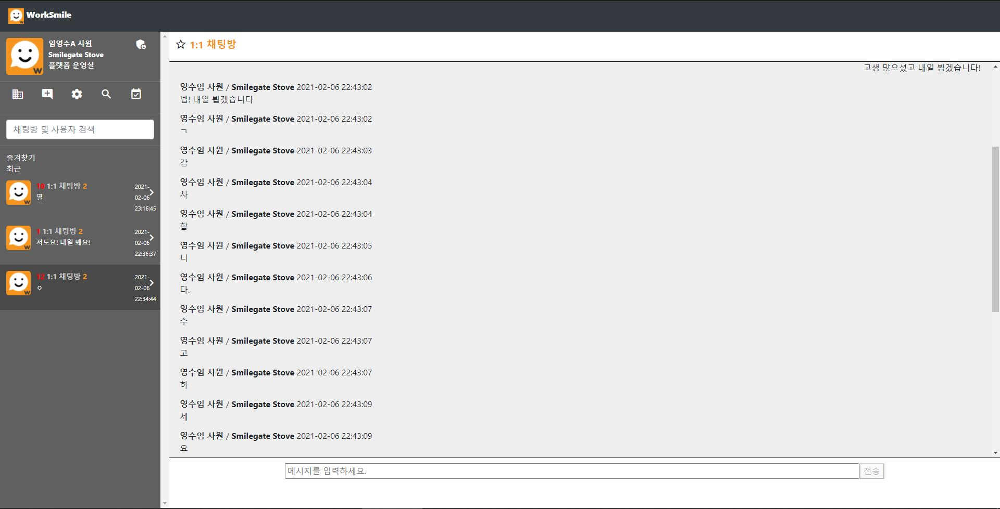 WorkSmile
임영수A 사원
Smilegate Stove
플랫폼 운영실
채팅방 및 사용자 검색
즐겨찾기
최근
10 1:1 채팅방 2
열
2021-
02-06
23:16:45
1 1:1 채팅방 2
저도요! 내일 봬요!
2021-
02-06
22:36:37
12 1:1 채팅방 2
ㅇ
2021-
02-06
22:34:44
1:1 채팅방
고생 많으셨고 내일 뵙겠습니다!
영수임 사원 / Smilegate Stove 2021-02-06 22:43:02
넵! 내일 뵙겠습니다
영수임 사원 / Smilegate Stove 2021-02-06 22:43:02
ㄱ
영수임 사원 / Smilegate Stove 2021-02-06 22:43:03
감
영수임 사원 / Smilegate Stove 2021-02-06 22:43:04
사
영수임 사원 / Smilegate Stove 2021-02-06 22:43:04
합
영수임 사원 / Smilegate Stove 2021-02-06 22:43:05
니
영수임 사원 / Smilegate Stove 2021-02-06 22:43:06
다.
영수임 사원 / Smilegate Stove 2021-02-06 22:43:07
수
영수임 사원 / Smilegate Stove 2021-02-06 22:43:07
고
영수임 사원 / Smilegate Stove 2021-02-06 22:43:07
하
영수임 사원 / Smilegate Stove 2021-02-06 22:43:09
세
영수임 사원 / Smilegate Stove 2021-02-06 22:43:09
요
메시지를 입력하세요.
전송